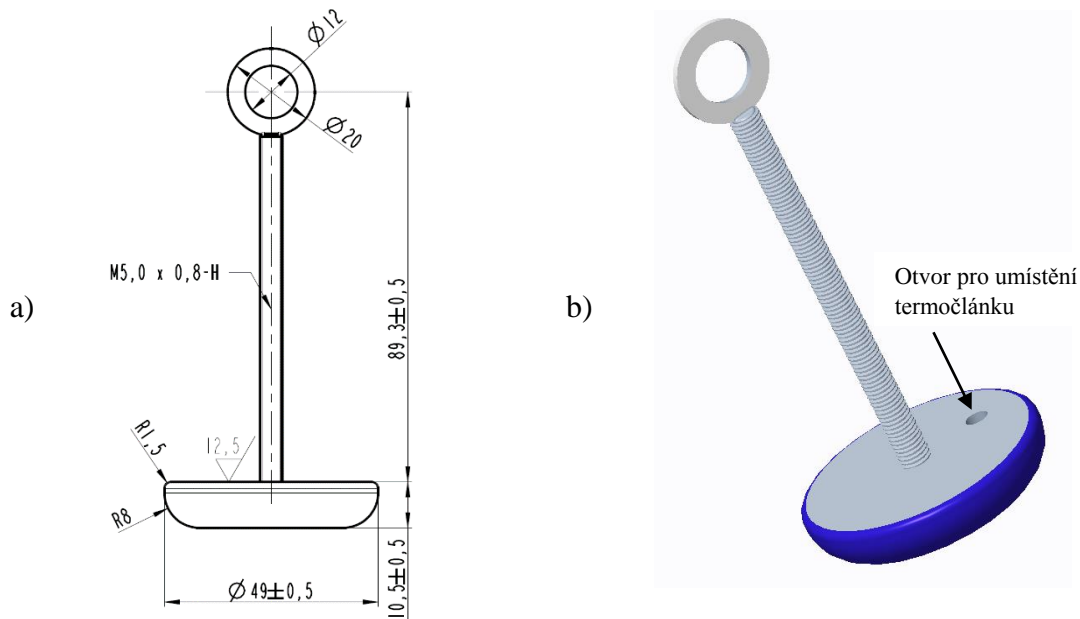 a)
Ø12
Ø20
M5,0 x 0,8-H
89,3±0,5
R1,5
12,5
R8
Ø49±0,5
10,5±0,5
b)
Otvor pro umístění
termočlánku